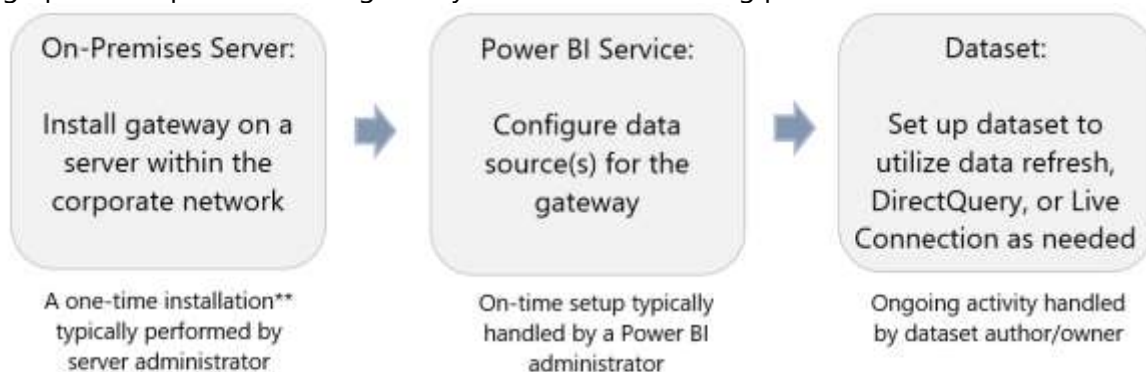 On-Premises Server:
Install gateway on a
server within the
corporate network
A one-time installation**
typically performed by
server administrator
Power BI Service:
Configure data
source(s) for the
gateway
On-time setup typically
handled by a Power BI
administrator
Dataset:
Set up dataset to
utilize data refresh,
DirectQuery, or Live
Connection as needed
Ongoing activity handled
by dataset author/owner